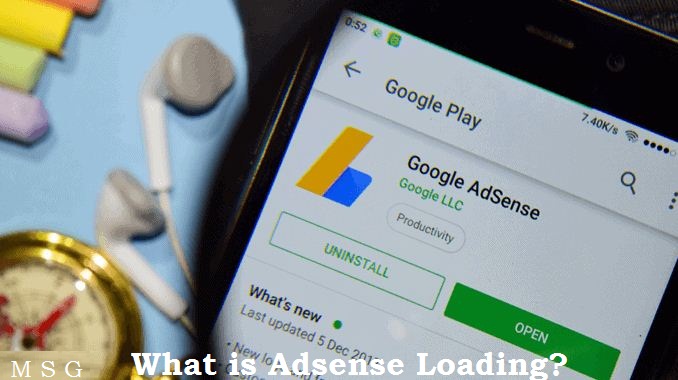 0:52
7.40K/s
Google Play
Google AdSense
Google LLC
Productivity
UNINSTALL
OPEN
What's new
Last updated 5 Dec
M S G
What is Adsense Loading?